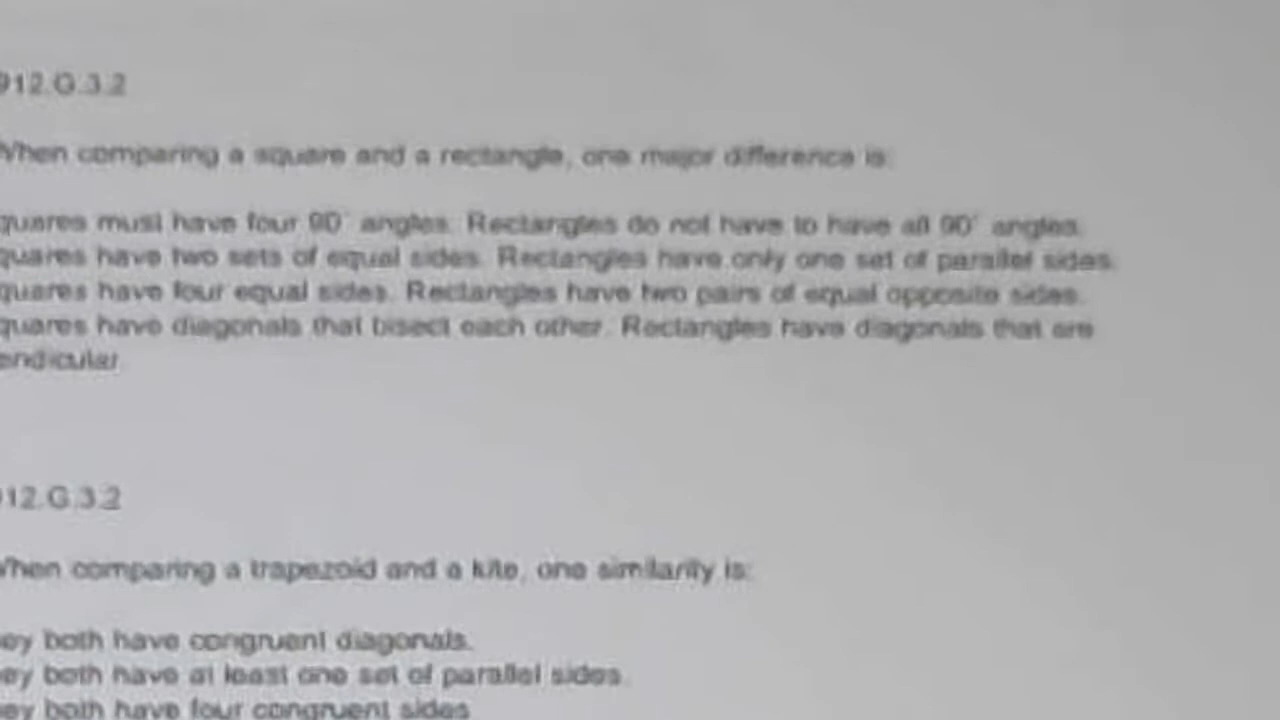 912.G.3.2
When comparing a square and a rectangle, one major difference is:
quares must have four 90° angles. Rectangles do not have to have all 90° angles.
quares have two sets of equal sides. Rectangles have only one set of parallel sides.
quares have four equal sides. Rectangles have two pairs of equal opposite sides.
quares have diagonals that bisect each other. Rectangles have diagonals that are
endicular.
912.G.3.2
When comparing a trapezoid and a kite, one similarity is:
ey both have congruent diagonals.
ey both have at least one set of parallel sides.
ey both have four congruent sides